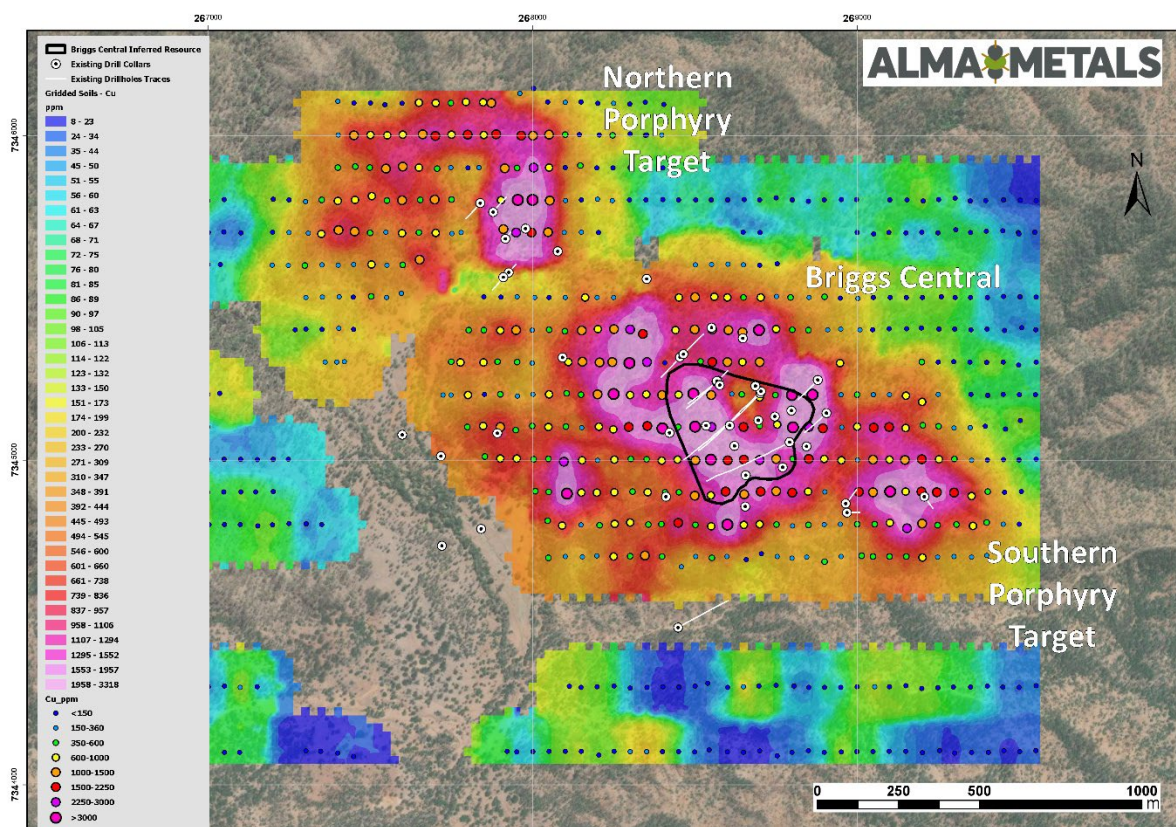 267000
268000
269000
7346000
7345000
7344000
Briggs Central Inferred Resource
Existing Drill Collars
Existing Drillholes Traces
Gridded Soils - Cu
ppm
8 - 23
24 - 34
35 - 44
45 - 50
51 - 55
56 - 60
61 - 63
64 - 67
68 - 71
72 - 75
76 - 80
81 - 85
86 - 89
90 - 97
98 - 105
106 - 113
114 - 122
123 - 132
133 - 150
151 - 173
174 - 199
200 - 232
233 - 270
271 - 309
310 - 347
348 - 391
392 - 444
445 - 493
494 - 545
546 - 600
601 - 660
661 - 738
739 - 836
837 - 957
958 - 1106
1107 - 1294
1295 - 1552
1553 - 1957
1958 - 3318
Cu_ppm
<150
150-360
350-600
600-1000
1000-1500
1500-2250
2250-3000
>3000
ALMA METALS
Northern
Porphyry
Target
N
Briggs Central
Southern
Porphyry
Target
0 250 500 1000
m